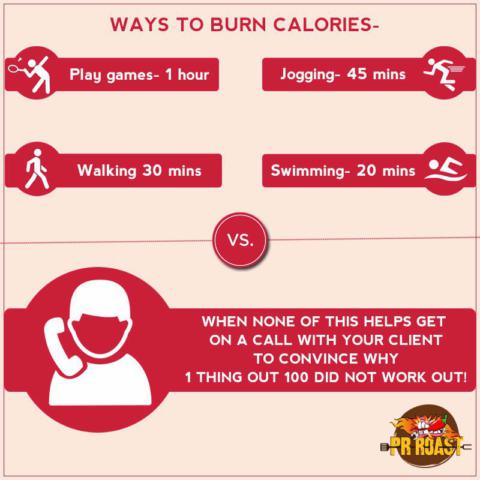 WAYS TO BURN CALORIES-
Play games- 1 hour
Jogging- 45 mins
Walking 30 mins
Swimming- 20 mins
VS.
WHEN NONE OF THIS HELPS GET
ON A CALL WITH YOUR CLIENT
TO CONVINCE WHY
1 THING OUT 100 DID NOT WORK OUT!
PR ROAST